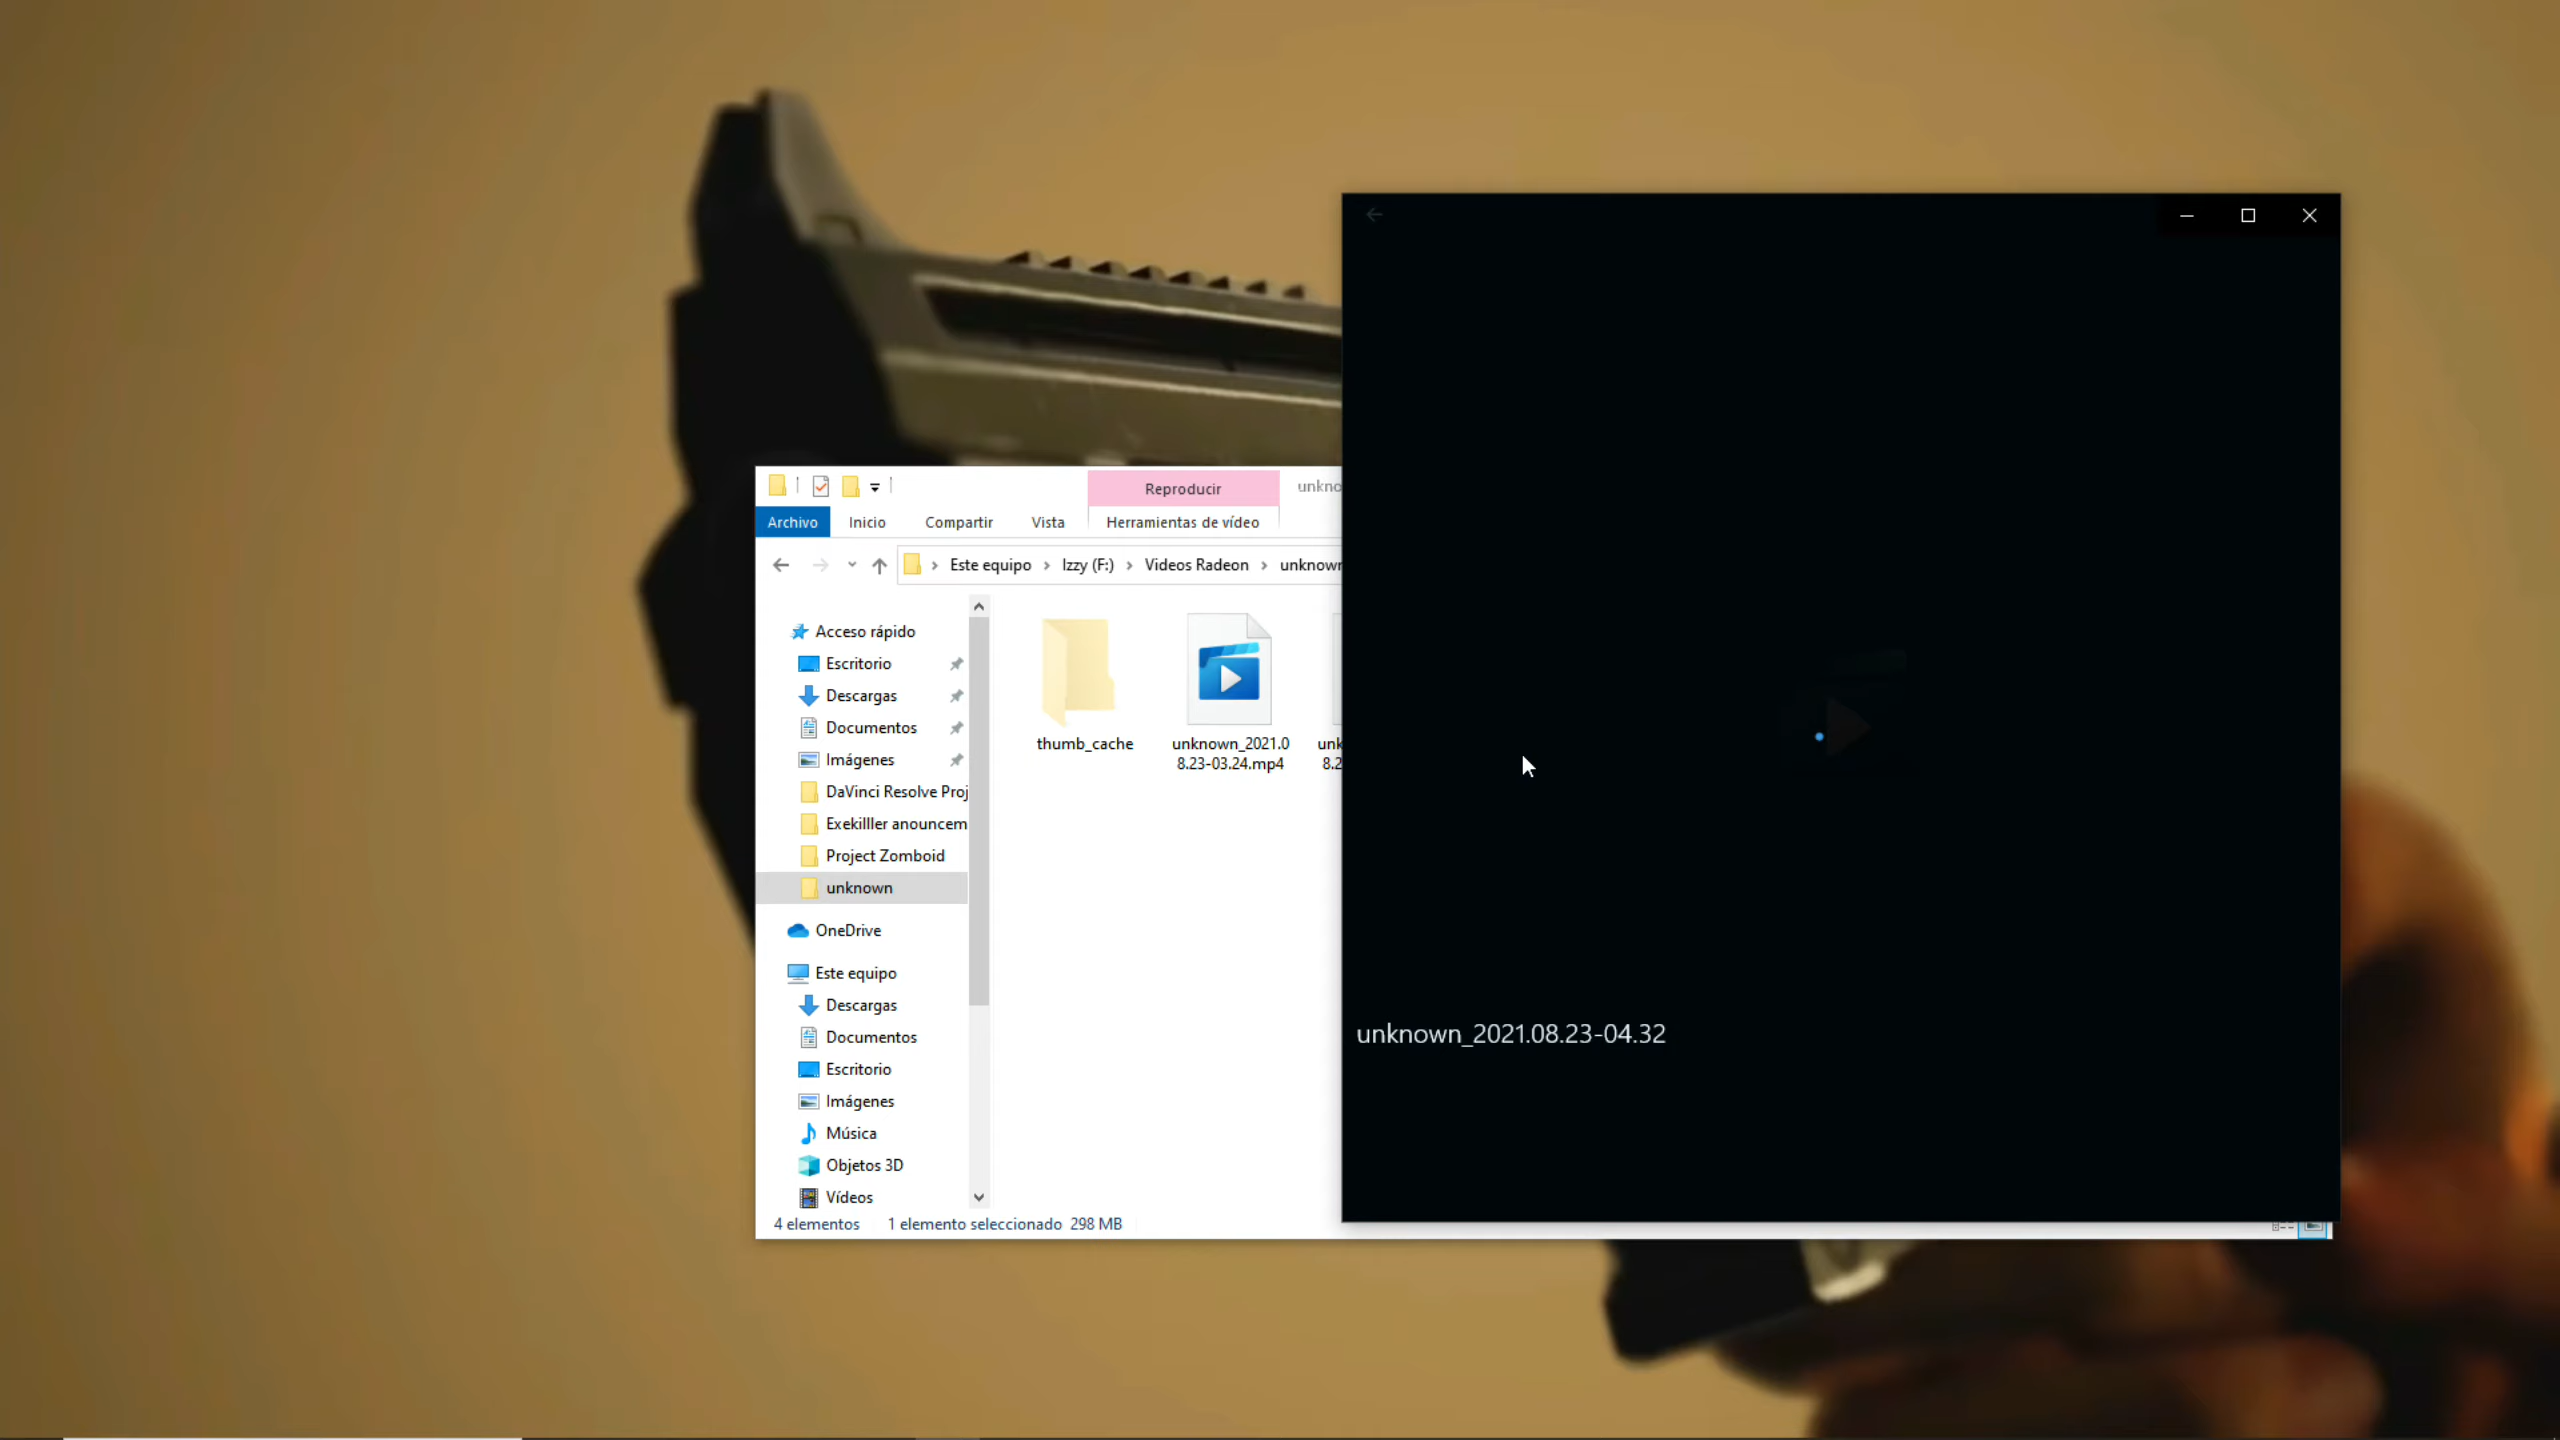 Reproducir
unkno
Archivo
Inicio
Compartir
Vista
Herramientas de vídeo
Este equipo
Izzy (F:)
Videos Radeon
unknown
Acceso rápido
Escritorio
Descargas
Documentos
Imágenes
DaVinci Resolve Proj
Exekilller anouncem
Project Zomboid
unknown
OneDrive
Este equipo
Descargas
Documentos
Escritorio
Imágenes
Música
Objetos 3D
Vídeos
thumb_cache
unknown_2021.0
8.23-03.24.mp4
unk
8.2
4 elementos
1 elemento seleccionado 298 MB
unknown_2021.08.23-04.32